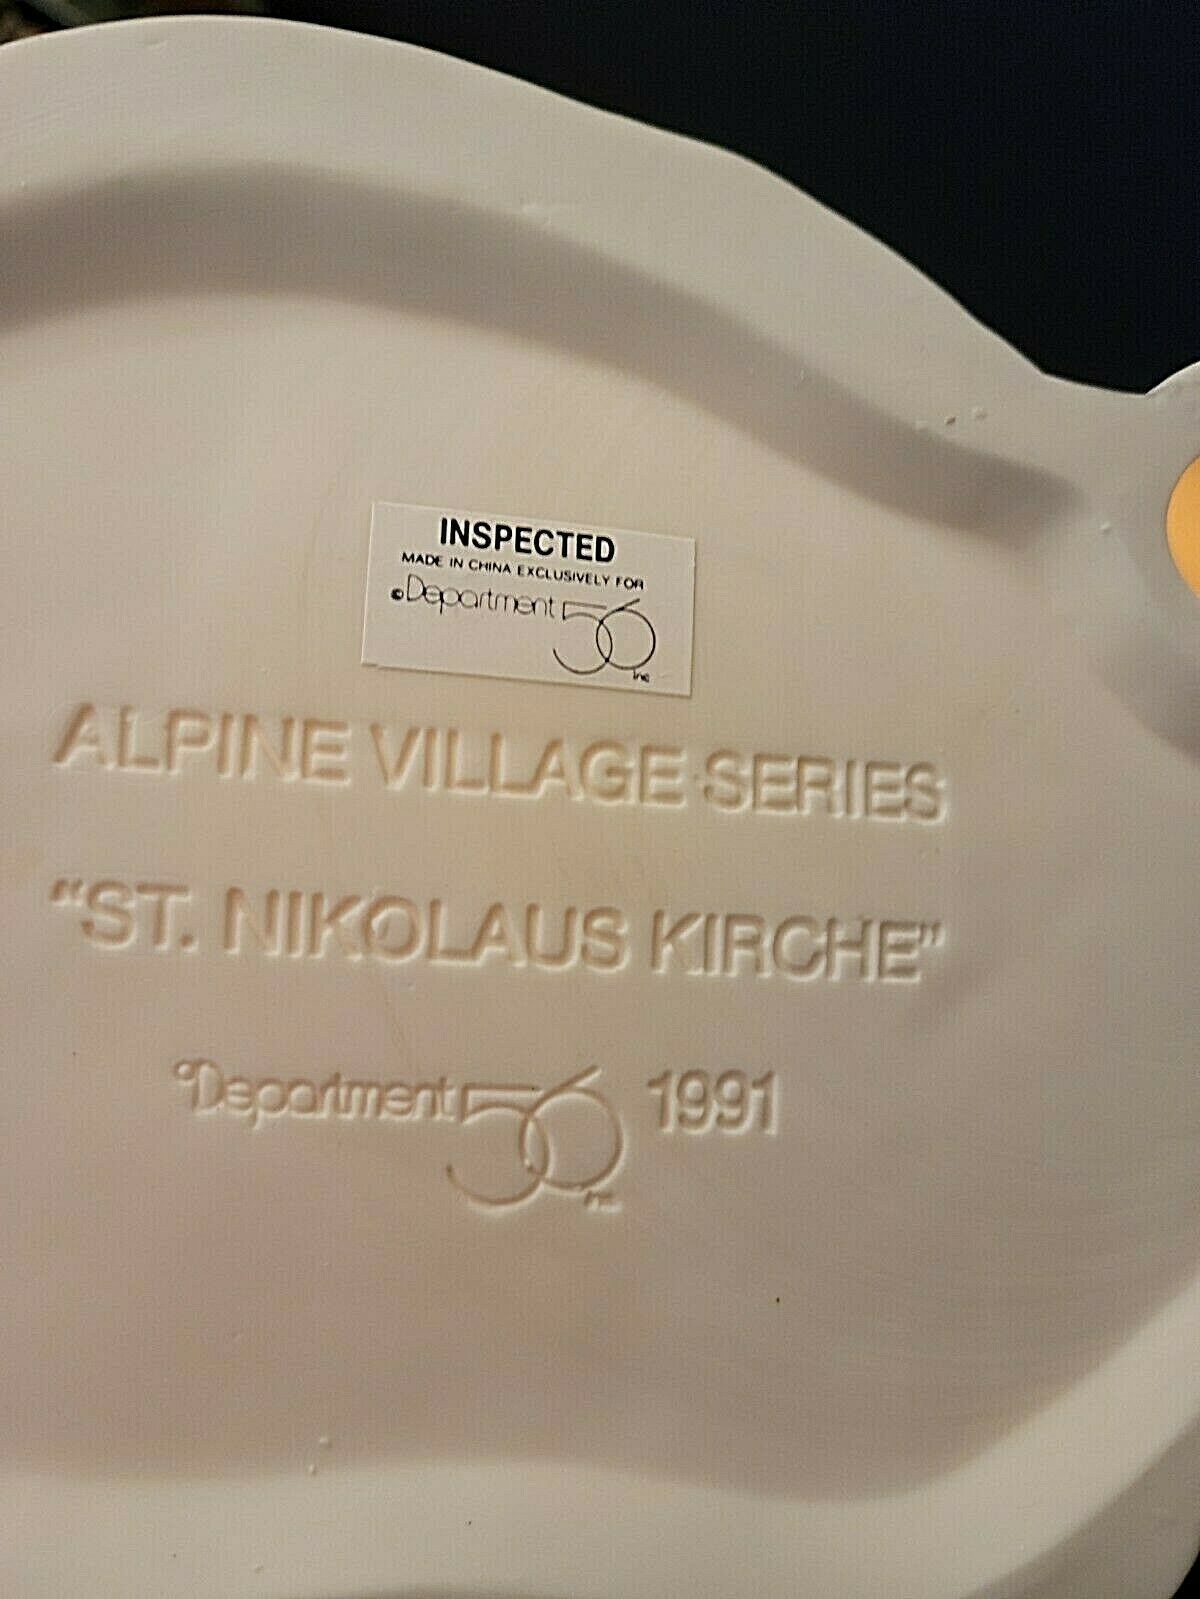 INSPECTED
MADE IN CHINA EXCLUSIVELY FOR
©Department 56
Inc
ALPINE VILLAGE SERIES
“ST. NIKOLAUS KIRCHE”
©Department 56 1991
Inc.